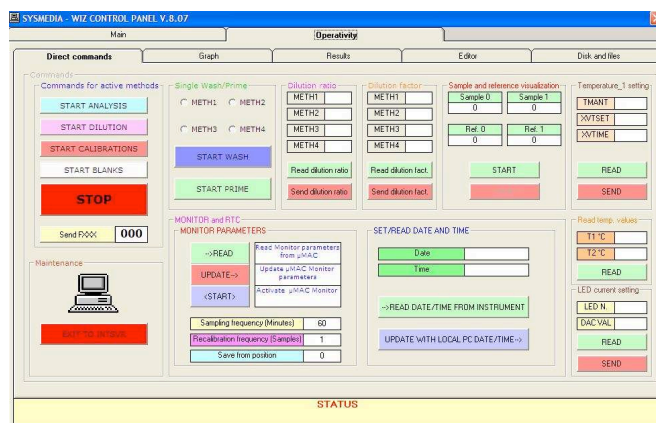 SYSMEDIA - WIZ CONTROL PANEL V.8.07
Main
Operativity
Direct commands
Graph
Results
Editor
Disk and files
Commands
Commands for active methods
START ANALYSIS
START DILUTION
START CALIBRATIONS
START BLANKS
STOP
Send FXXX
000
Single Wash/Prime
METH1
METH2
METH3
METH4
START WASH
START PRIME
Dilution ratio
METH1
METH2
METH3
METH4
Read dilution ratio
Send dilution ratio
Dilution factor
METH1
METH2
METH3
METH4
Read dilution fact.
Send dilution fact.
Sample and reference visualization
Sample 0
Sample 1
0
0
Ref. 0
Ref. 1
0
0
START
Temperature_1 setting
TMANT
XVTSET
XVTIME
READ
SEND
Maintenance
MONITOR and RTC
MONITOR PARAMETERS
->READ
Read Monitor parameters
from µMAC
UPDATE->
Update µMAC Monitor
parameters
<START>
Activate µMAC Monitor
Sampling frequency (Minutes)
60
Recalibration frequency (Samples)
1
Save from position
0
SET/READ DATE AND TIME
Date
Time
->READ DATE/TIME FROM INSTRUMENT
UPDATE WITH LOCAL PC DATE/TIME->
Read temp. values
T1 °C
T2 °C
READ
LED current setting
LED N.
DAC VAL
READ
SEND
STATUS